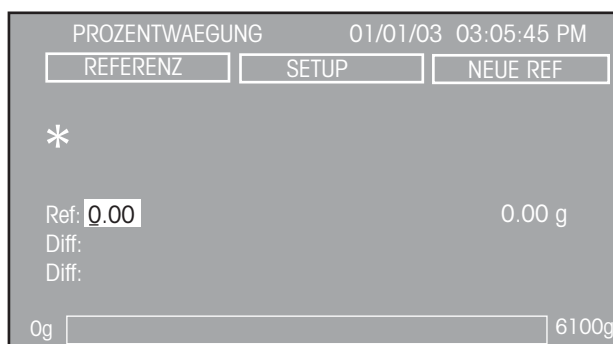 PROZENTWAEGUNG 01/01/03 03:05:45 PM
REFERENZ SETUP NEUE REF
*
Ref: 0.00 0.00 g
Diff:
Diff:
0g 6100g